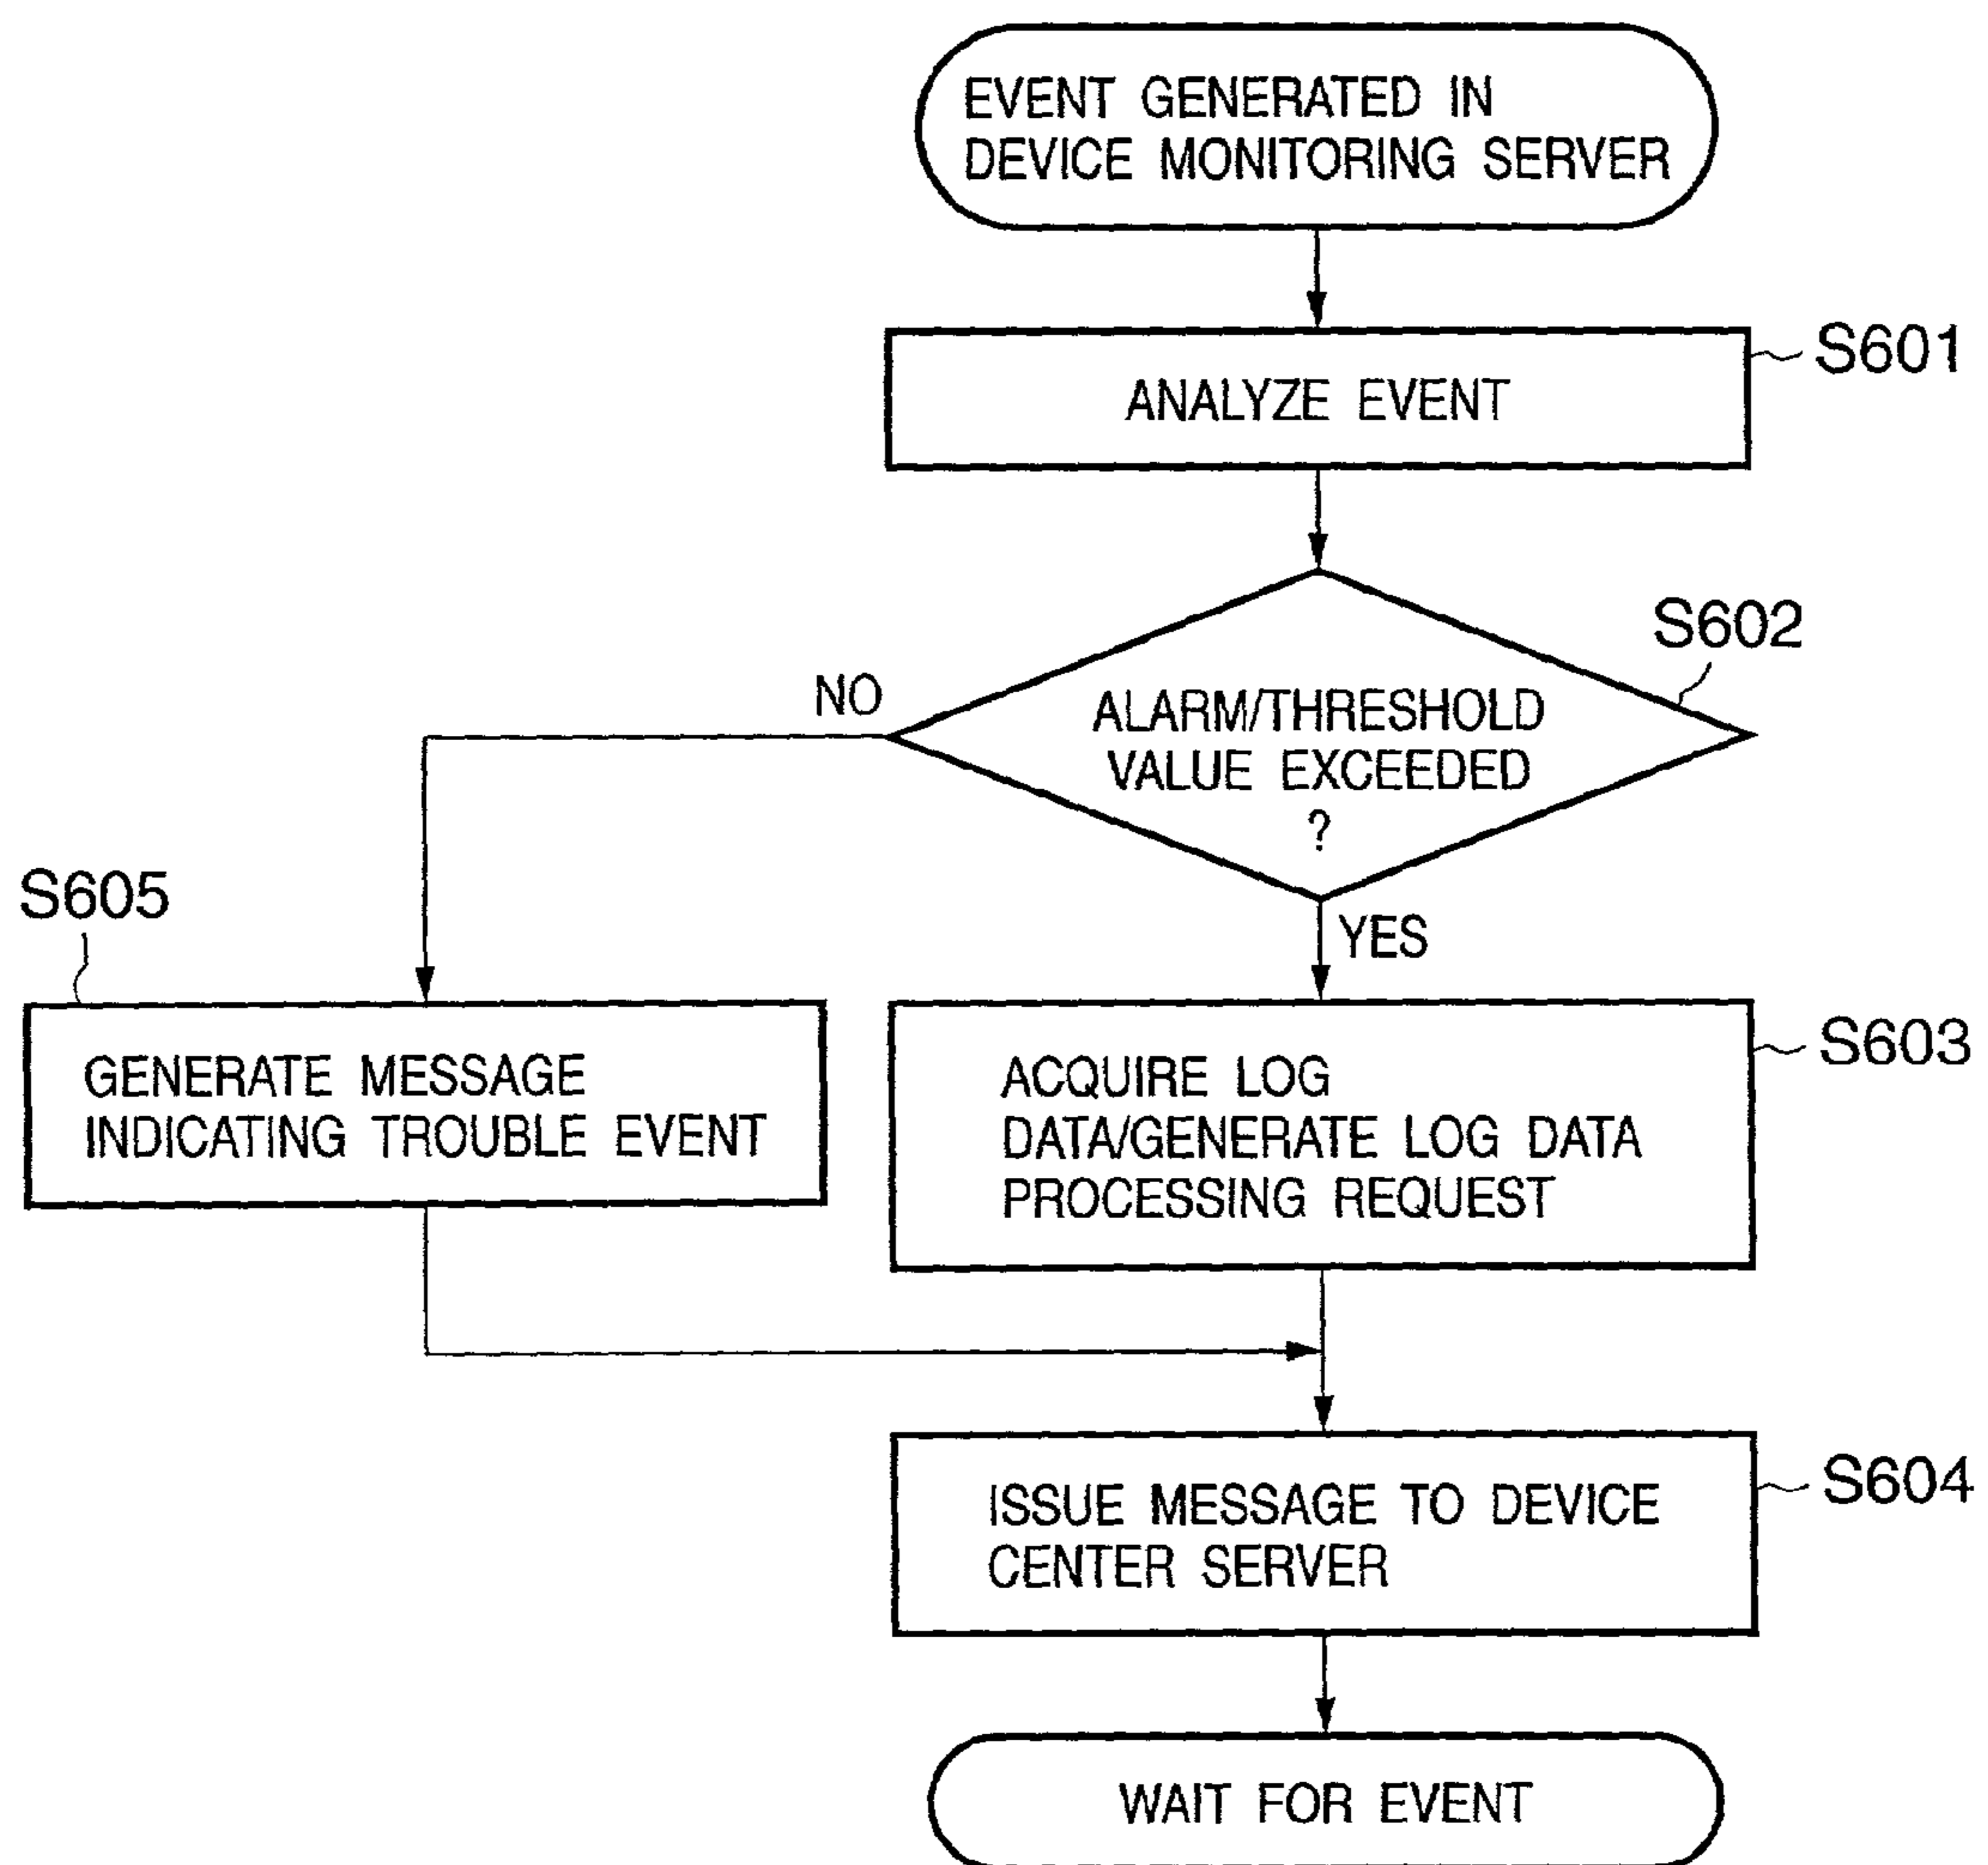 EVENT GENERATED IN
DEVICE MONITORING SERVER
S601
ANALYZE EVENT
S602
NO
ALARM/THRESHOLD
VALUE EXCEEDED
?
YES
S605
GENERATE MESSAGE
INDICATING TROUBLE EVENT
S603
ACQUIRE LOG
DATA/GENERATE LOG DATA
PROCESSING REQUEST
S604
ISSUE MESSAGE TO DEVICE
CENTER SERVER
WAIT FOR EVENT